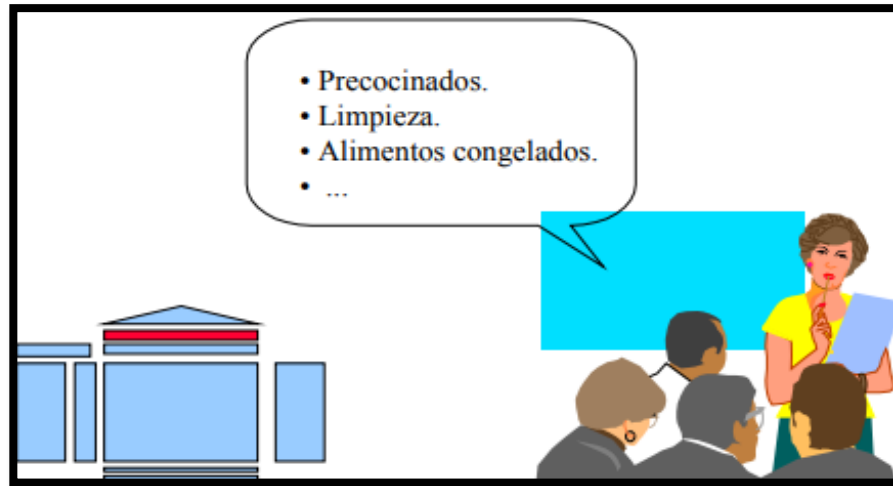 • Precocinados.
• Limpieza.
• Alimentos congelados.
• ...